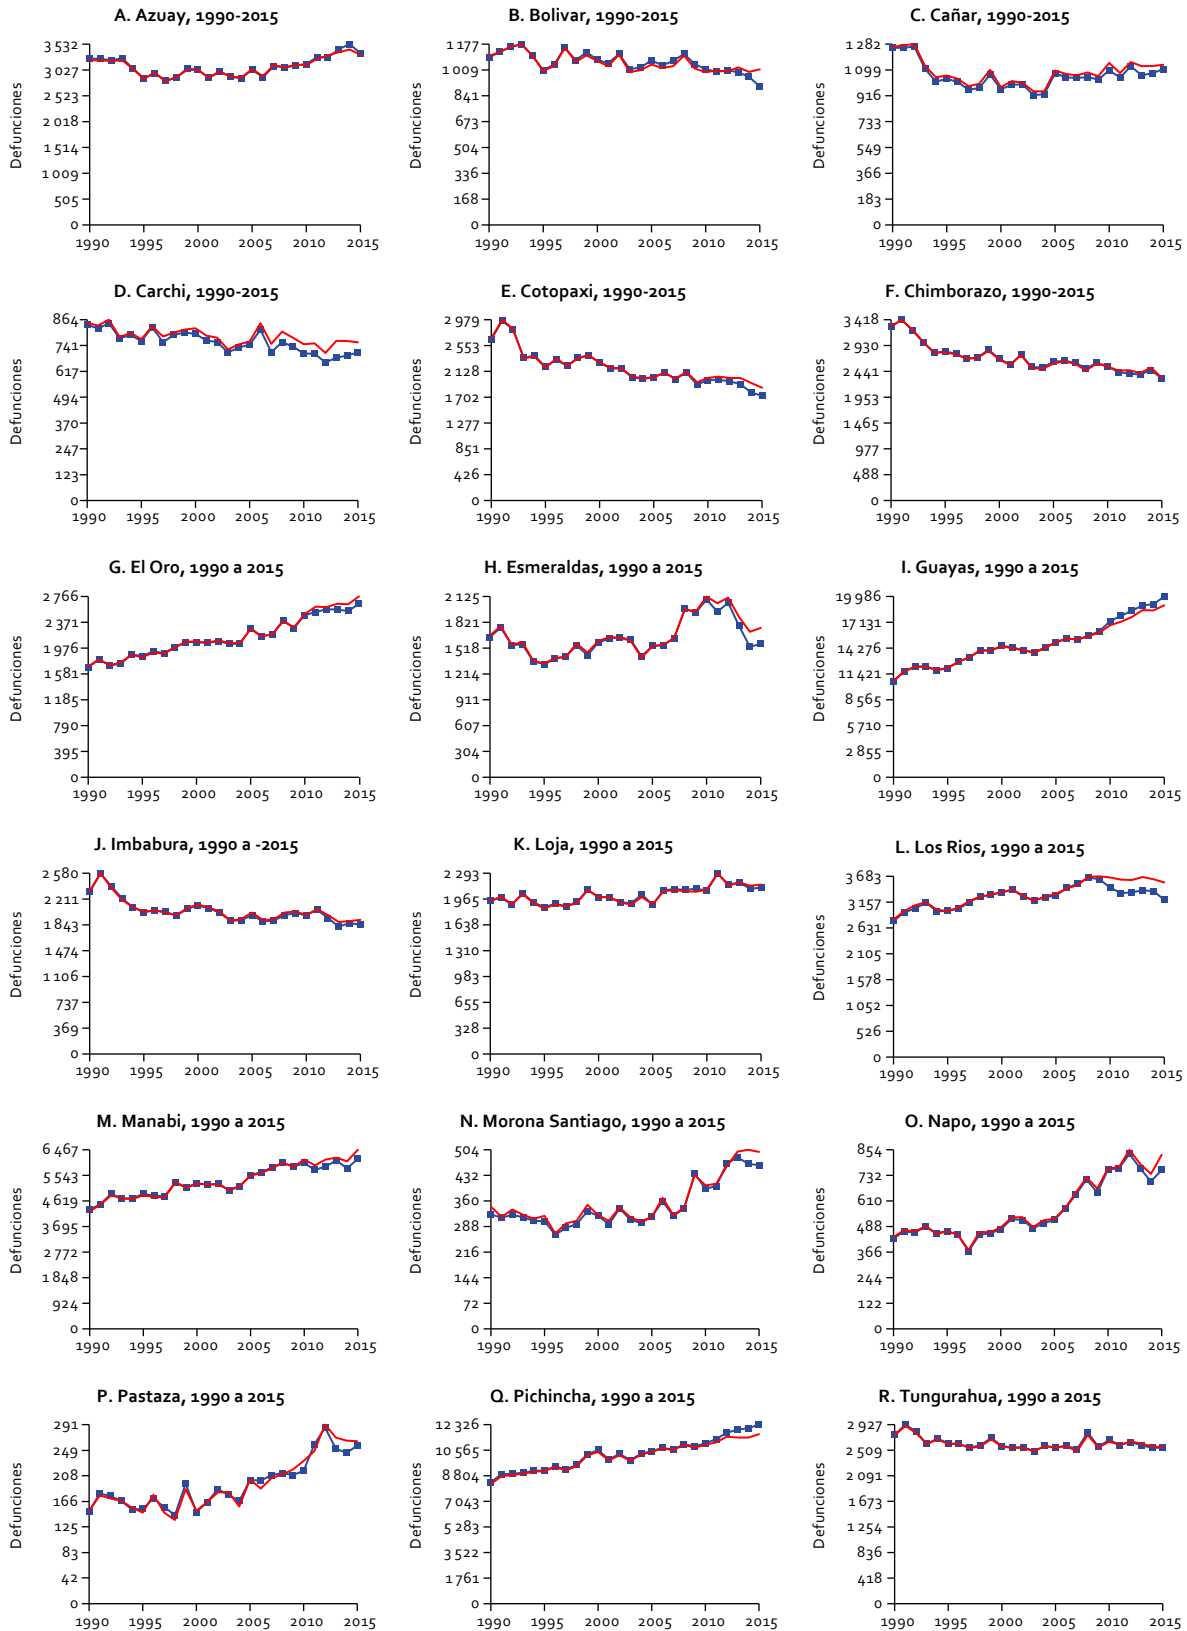 A. Azuay, 1990-2015
Defunciones
3 532
3 027
2 523
2 018
1 514
1 009
505
0
1990 1995 2000 2005 2010 2015
B. Bolivar, 1990-2015
Defunciones
1 177
1 009
841
673
504
336
168
0
1990 1995 2000 2005 2010 2015
C. Cañar, 1990-2015
Defunciones
1 282
1 099
916
733
549
366
183
0
1990 1995 2000 2005 2010 2015
D. Carchi, 1990-2015
Defunciones
864
741
617
494
370
247
123
0
1990 1995 2000 2005 2010 2015
E. Cotopaxi, 1990-2015
Defunciones
2 979
2 553
2 128
1 702
1 277
851
426
0
1990 1995 2000 2005 2010 2015
F. Chimborazo, 1990-2015
Defunciones
3 418
2 930
2 441
1 953
1 465
977
488
0
1990 1995 2000 2005 2010 2015
G. El Oro, 1990 a 2015
Defunciones
2 766
2 371
1 976
1 581
1 185
790
395
0
1990 1995 2000 2005 2010 2015
H. Esmeraldas, 1990 a 2015
Defunciones
2 125
1 821
1 518
1 214
911
607
304
0
1990 1995 2000 2005 2010 2015
I. Guayas, 1990 a 2015
Defunciones
19 986
17 131
14 276
11 421
8 565
5 710
2 855
0
1990 1995 2000 2005 2010 2015
J. Imbabura, 1990 a -2015
Defunciones
2 580
2 211
1 843
1 474
1 106
737
369
0
1990 1995 2000 2005 2010 2015
K. Loja, 1990 a 2015
Defunciones
2 293
1 965
1 638
1 310
983
655
328
0
1990 1995 2000 2005 2010 2015
L. Los Rios, 1990 a 2015
Defunciones
3 683
3 157
2 631
2 105
1 052
526
0
1990 1995 2000 2005 2010 2015
M. Manabi, 1990 a 2015
Defunciones
6 467
5 543
4 619
3 695
2 772
1 848
924
0
1990 1995 2000 2005 2010 2015
N. Morona Santiago, 1990 a 2015
Defunciones
504
432
360
288
216
144
72
0
1990 1995 2000 2005 2010 2015
O. Napo, 1990 a 2015
Defunciones
854
732
610
488
366
244
122
0
1990 1995 2000 2005 2010 2015
P. Pastaza, 1990 a 2015
Defunciones
291
249
208
166
125
83
42
0
1990 1995 2000 2005 2010 2015
Q. Pichincha, 1990 a 2015
Defunciones
12 326
10 565
8 804
7 043
5 283
3 522
1 761
0
1990 1995 2000 2005 2010 2015
R. Tungurahua, 1990 a 2015
Defunciones
2 927
2 509
2 091
1 673
1 254
836
418
0
1990 1995 2000 2005 2010 2015